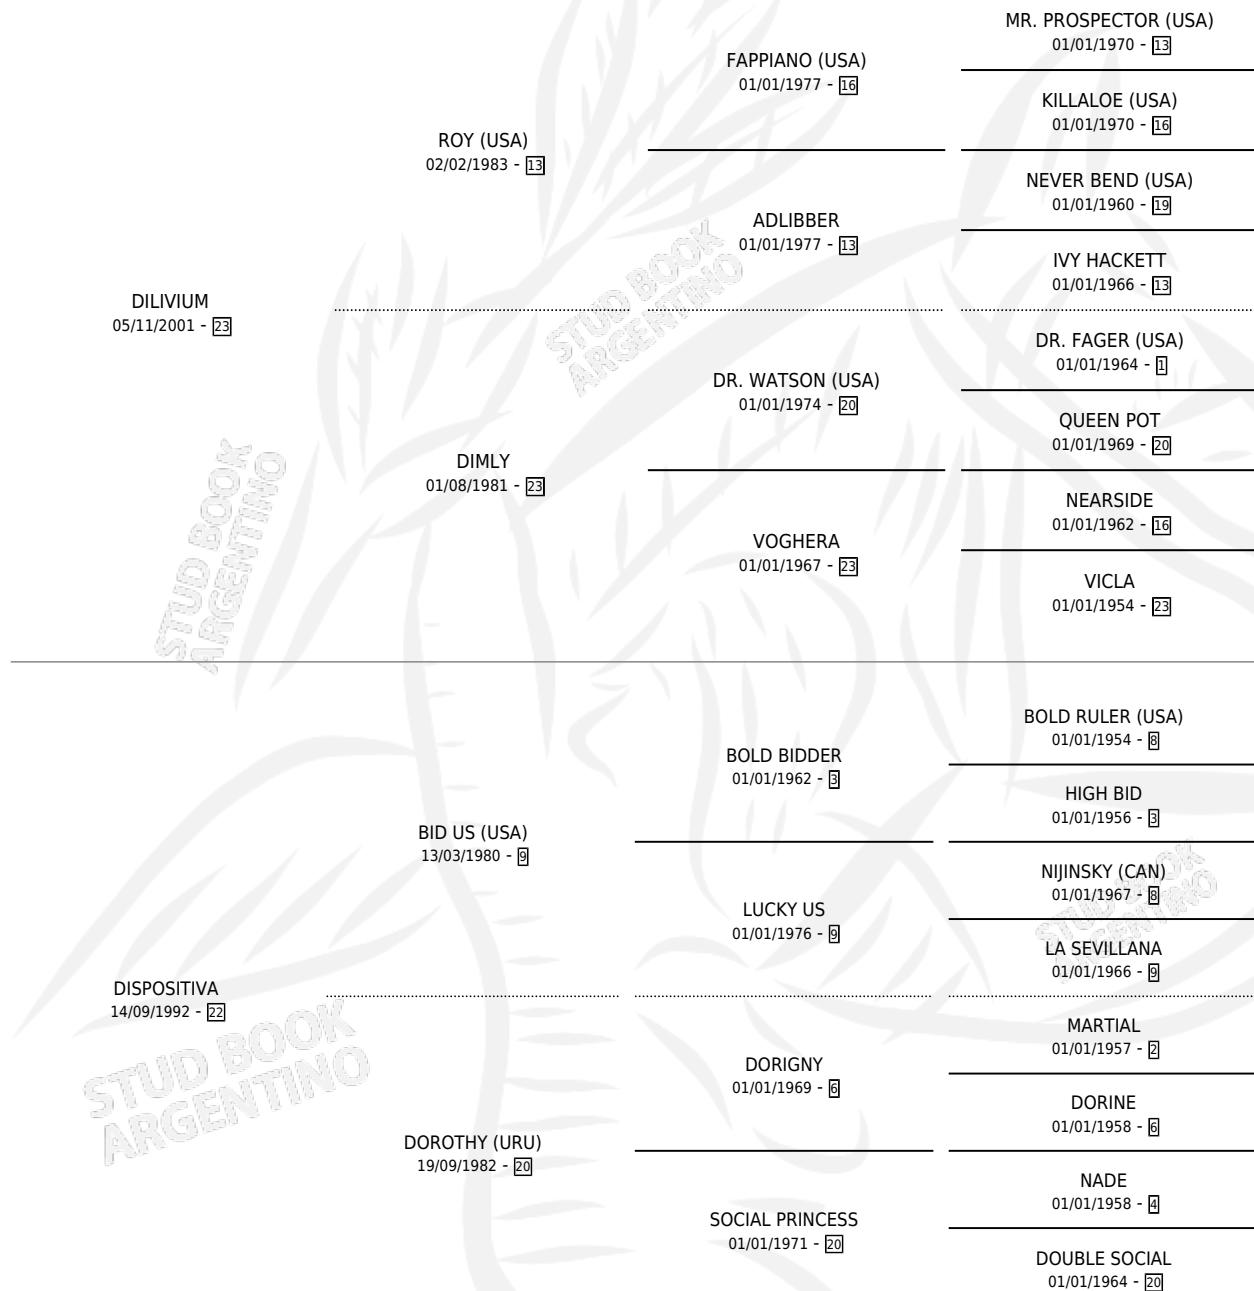 MR. PROSPECTOR (USA)
01/01/1970 - 13
FAPPIANO (USA)
01/01/1977 - 16
KILLALOE (USA)
01/01/1970 - 16
ROY (USA)
02/02/1983 - 13
NEVER BEND (USA)
01/01/1960 - 19
ADLIBBER
01/01/1977 - 13
IVY HACKETT
01/01/1966 - 13
DILIVIUM
05/11/2001 - 23
DR. FAGER (USA)
01/01/1964 - 1
DR. WATSON (USA)
01/01/1974 - 20
QUEEN POT
01/01/1969 - 20
DIMLY
01/08/1981 - 23
NEARSIDE
01/01/1962 - 16
VOGHERA
01/01/1967 - 23
VICLA
01/01/1954 - 23
BOLD RULER (USA)
01/01/1954 - 8
BOLD BIDDER
01/01/1962 - 3
HIGH BID
01/01/1956 - 3
BID US (USA)
13/03/1980 - 9
NIJINSKY (CAN)
01/01/1967 - 8
LUCKY US
01/01/1976 - 9
LA SEVILLANA
01/01/1966 - 9
DISPOSITIVA
14/09/1992 - 22
MARTIAL
01/01/1957 - 2
DORIGNY
01/01/1969 - 6
DORINE
01/01/1958 - 6
DOROTHY (URU)
19/09/1982 - 20
NADE
01/01/1958 - 4
SOCIAL PRINCESS
01/01/1971 - 20
DOUBLE SOCIAL
01/01/1964 - 20
STUD BOOK
ARGENTINO
STUD BOOK
ARGENTINO
STUD BOOK
ARGENTINO
STUD BOOK
ARGENTINO